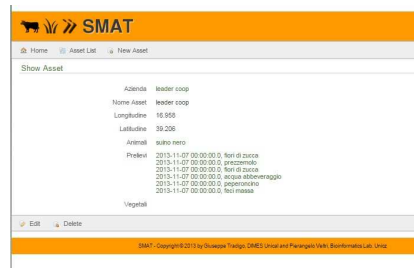 SMAT
Home Asset List New Asset
Show Asset
Azienda leader coop
Nome Asset leader coop
Longitudine 16.958
Latitudine 39.206
Animali suino nero
Prelievi 2013-11-07 00:00:00.0, fiori di zucca
2013-11-07 00:00:00.0, prezzemolo
2013-11-07 00:00:00.0, fiori di zucca
2013-11-07 00:00:00.0, acqua abbeveraggio
2013-11-07 00:00:00.0, peperoncino
2013-11-07 00:00:00.0, feci massa
Vegetali
Edit Delete
SMAT - Copyright © 2013 by Giuseppe Tradigo, DIMES Unical and Pierangelo Veltri, Bioinformatics Lab. Unicz